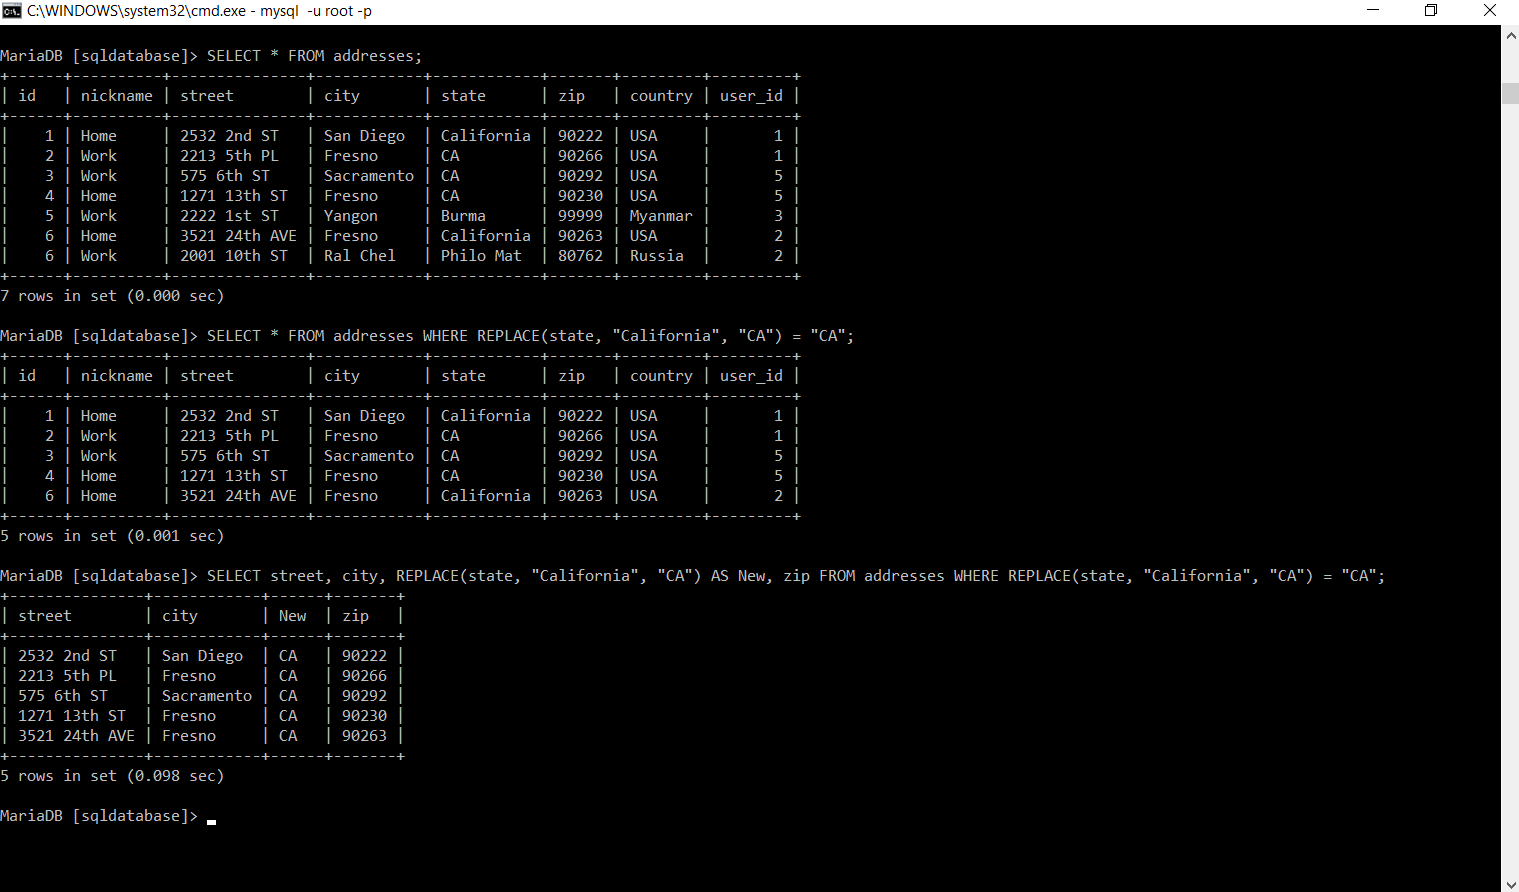 C:\WINDOWS\system32\cmd.exe - mysql  -u root -p
MariaDB [sqldatabase]> SELECT * FROM addresses;
+------+----------+---------------+------------+------------+-------+---------+---------+
| id   | nickname | street        | city       | state      | zip   | country | user_id |
+------+----------+---------------+------------+------------+-------+---------+---------+
|    1 | Home     | 2532 2nd ST   | San Diego  | California | 90222 | USA     |       1 |
|    2 | Work     | 2213 5th PL   | Fresno     | CA         | 90266 | USA     |       1 |
|    3 | Work     | 575 6th ST    | Sacramento | CA         | 90292 | USA     |       5 |
|    4 | Home     | 1271 13th ST  | Fresno     | CA         | 90230 | USA     |       5 |
|    5 | Work     | 2222 1st ST   | Yangon     | Burma      | 99999 | Myanmar |       3 |
|    6 | Home     | 3521 24th AVE | Fresno     | California | 90263 | USA     |       2 |
|    6 | Work     | 2001 10th ST  | Ral Chel   | Philo Mat  | 80762 | Russia  |       2 |
+------+----------+---------------+------------+------------+-------+---------+---------+
7 rows in set (0.000 sec)
MariaDB [sqldatabase]> SELECT * FROM addresses WHERE REPLACE(state, "California", "CA") = "CA";
+------+----------+---------------+------------+------------+-------+---------+---------+
| id   | nickname | street        | city       | state      | zip   | country | user_id |
+------+----------+---------------+------------+------------+-------+---------+---------+
|    1 | Home     | 2532 2nd ST   | San Diego  | California | 90222 | USA     |       1 |
|    2 | Work     | 2213 5th PL   | Fresno     | CA         | 90266 | USA     |       1 |
|    3 | Work     | 575 6th ST    | Sacramento | CA         | 90292 | USA     |       5 |
|    4 | Home     | 1271 13th ST  | Fresno     | CA         | 90230 | USA     |       5 |
|    6 | Home     | 3521 24th AVE | Fresno     | California | 90263 | USA     |       2 |
+------+----------+---------------+------------+------------+-------+---------+---------+
5 rows in set (0.001 sec)
MariaDB [sqldatabase]> SELECT street, city, REPLACE(state, "California", "CA") AS New, zip FROM addresses WHERE REPLACE(state, "California", "CA") = "CA";
+---------------+------------+------+-------+
| street        | city       | New  | zip   |
+---------------+------------+------+-------+
| 2532 2nd ST   | San Diego  | CA   | 90222 |
| 2213 5th PL   | Fresno     | CA   | 90266 |
| 575 6th ST    | Sacramento | CA   | 90292 |
| 1271 13th ST  | Fresno     | CA   | 90230 |
| 3521 24th AVE | Fresno     | CA   | 90263 |
+---------------+------------+------+-------+
5 rows in set (0.098 sec)
MariaDB [sqldatabase]>